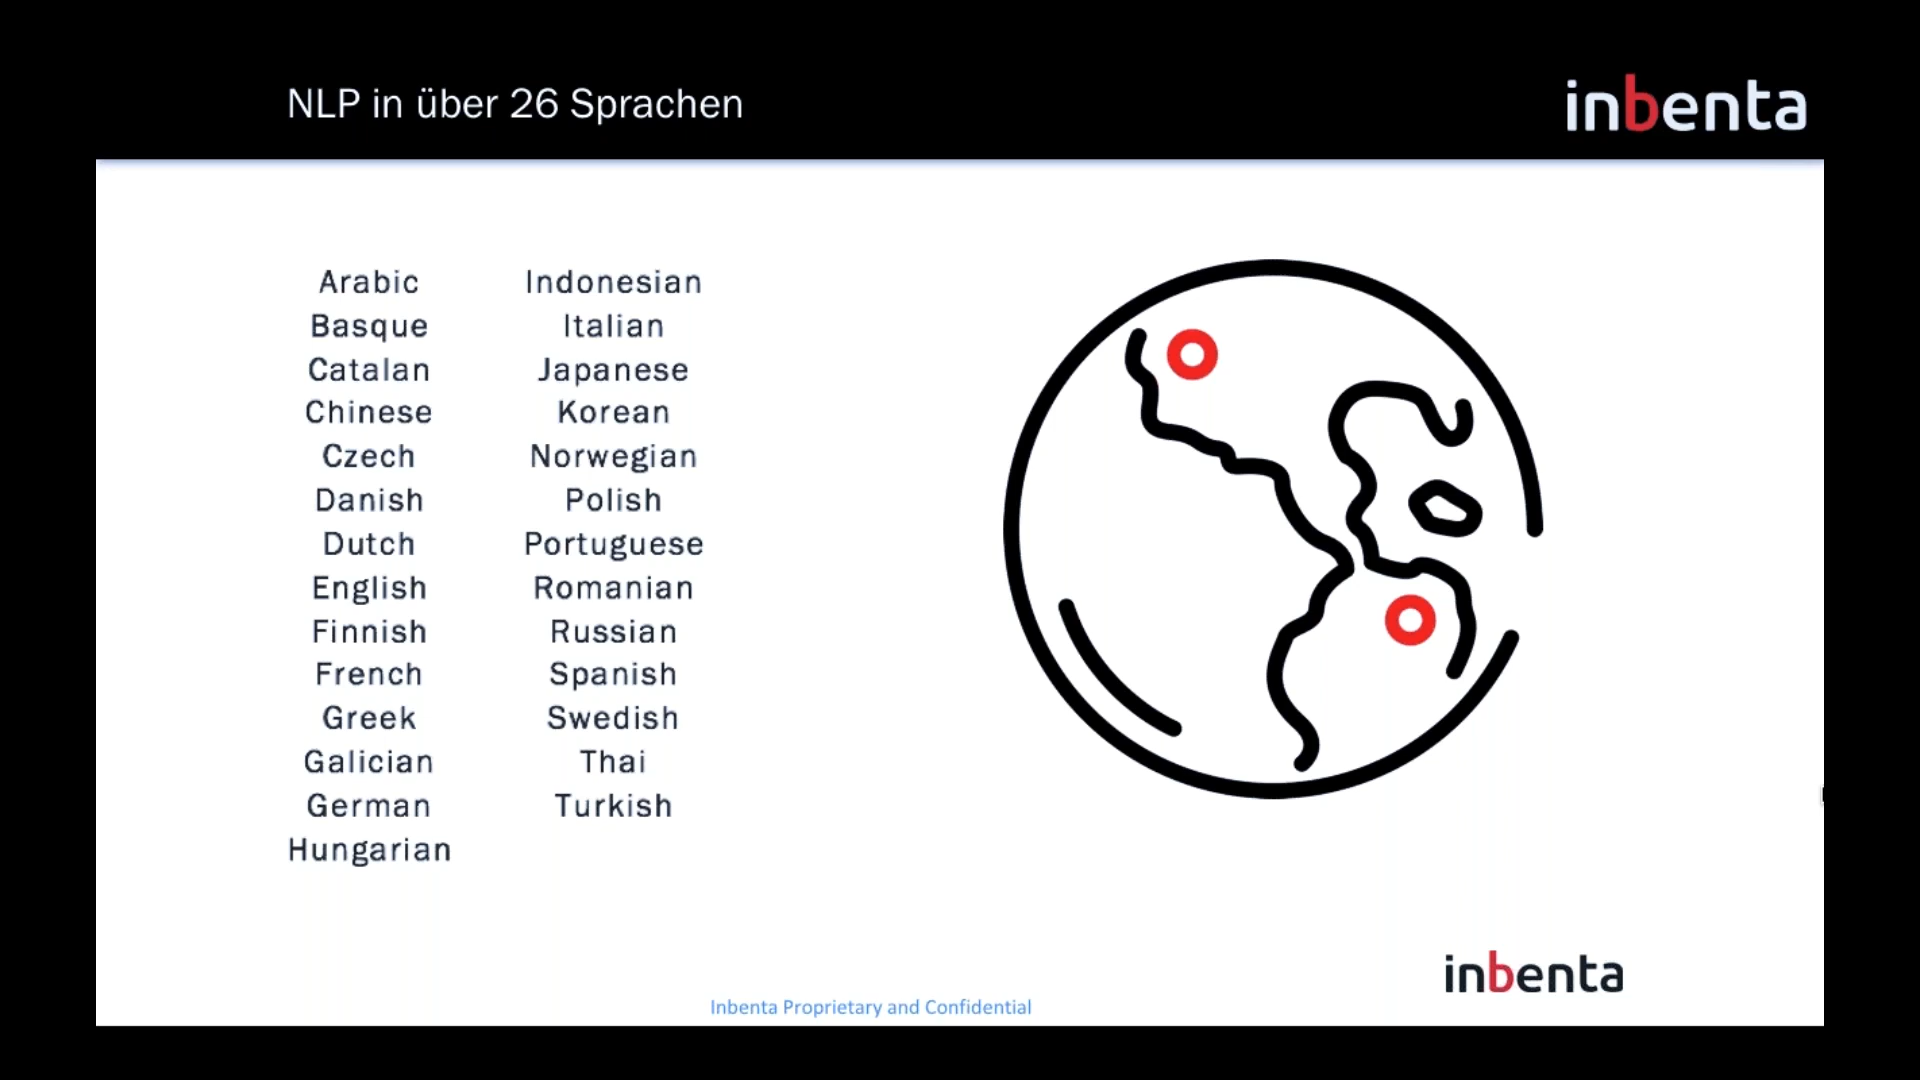 NLP in über 26 Sprachen
inbenta
Arabic
Basque
Catalan
Chinese
Czech
Danish
Dutch
English
Finnish
French
Greek
Galician
German
Hungarian
Indonesian
Italian
Japanese
Korean
Norwegian
Polish
Portuguese
Romanian
Russian
Spanish
Swedish
Thai
Turkish
inbenta
Inbenta Proprietary and Confidential